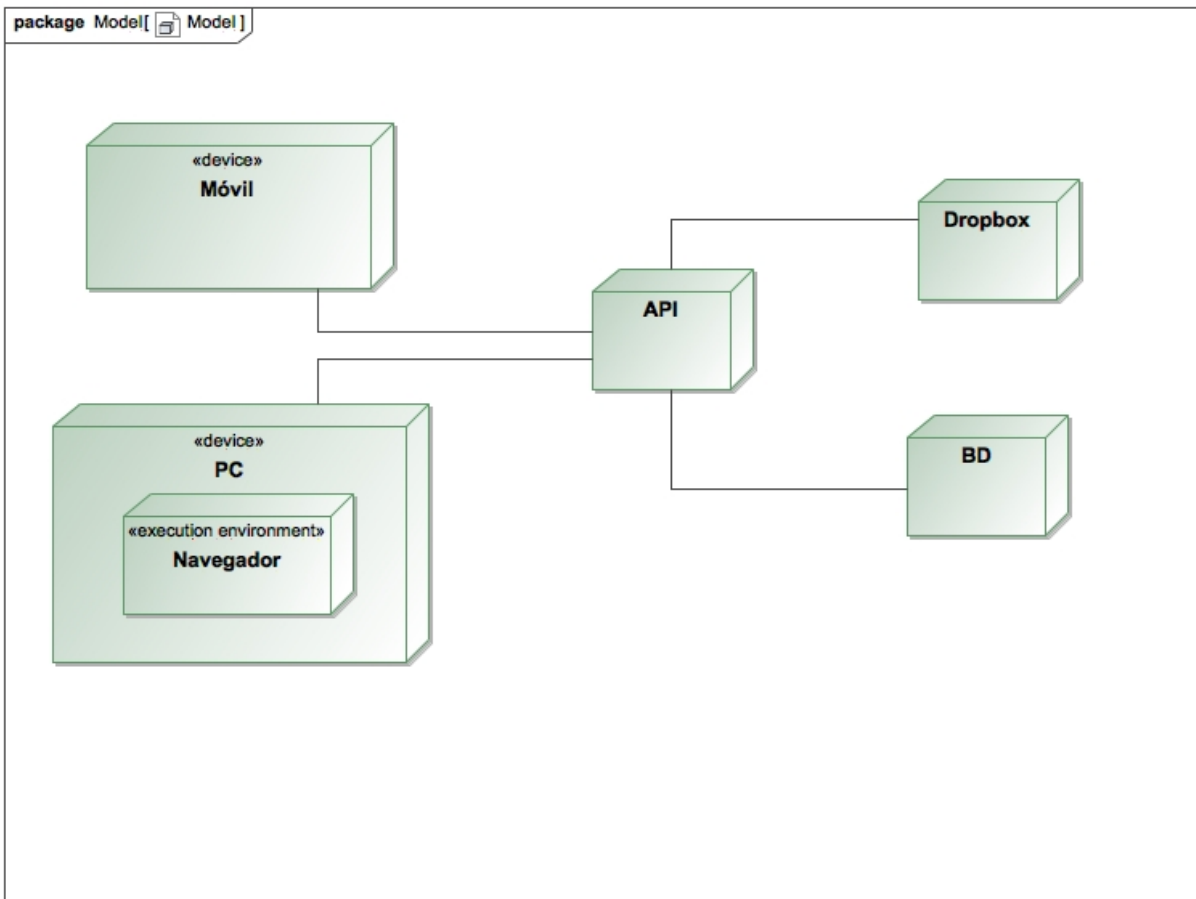 package Model[ Model ]
«device»
Móvil
Dropbox
API
«device»
PC
BD
«execution environment»
Navegador